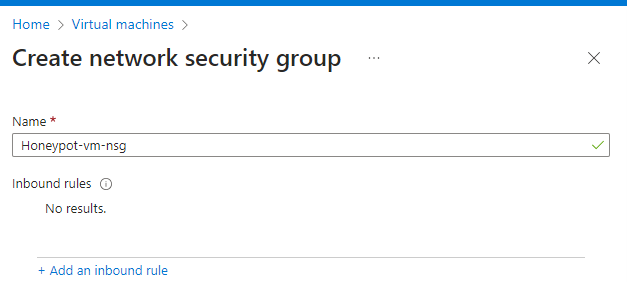 Home > Virtual machines >
Create network security group ...
Name *
Honeypot-vm-nsg
Inbound rules
No results.
+ Add an inbound rule